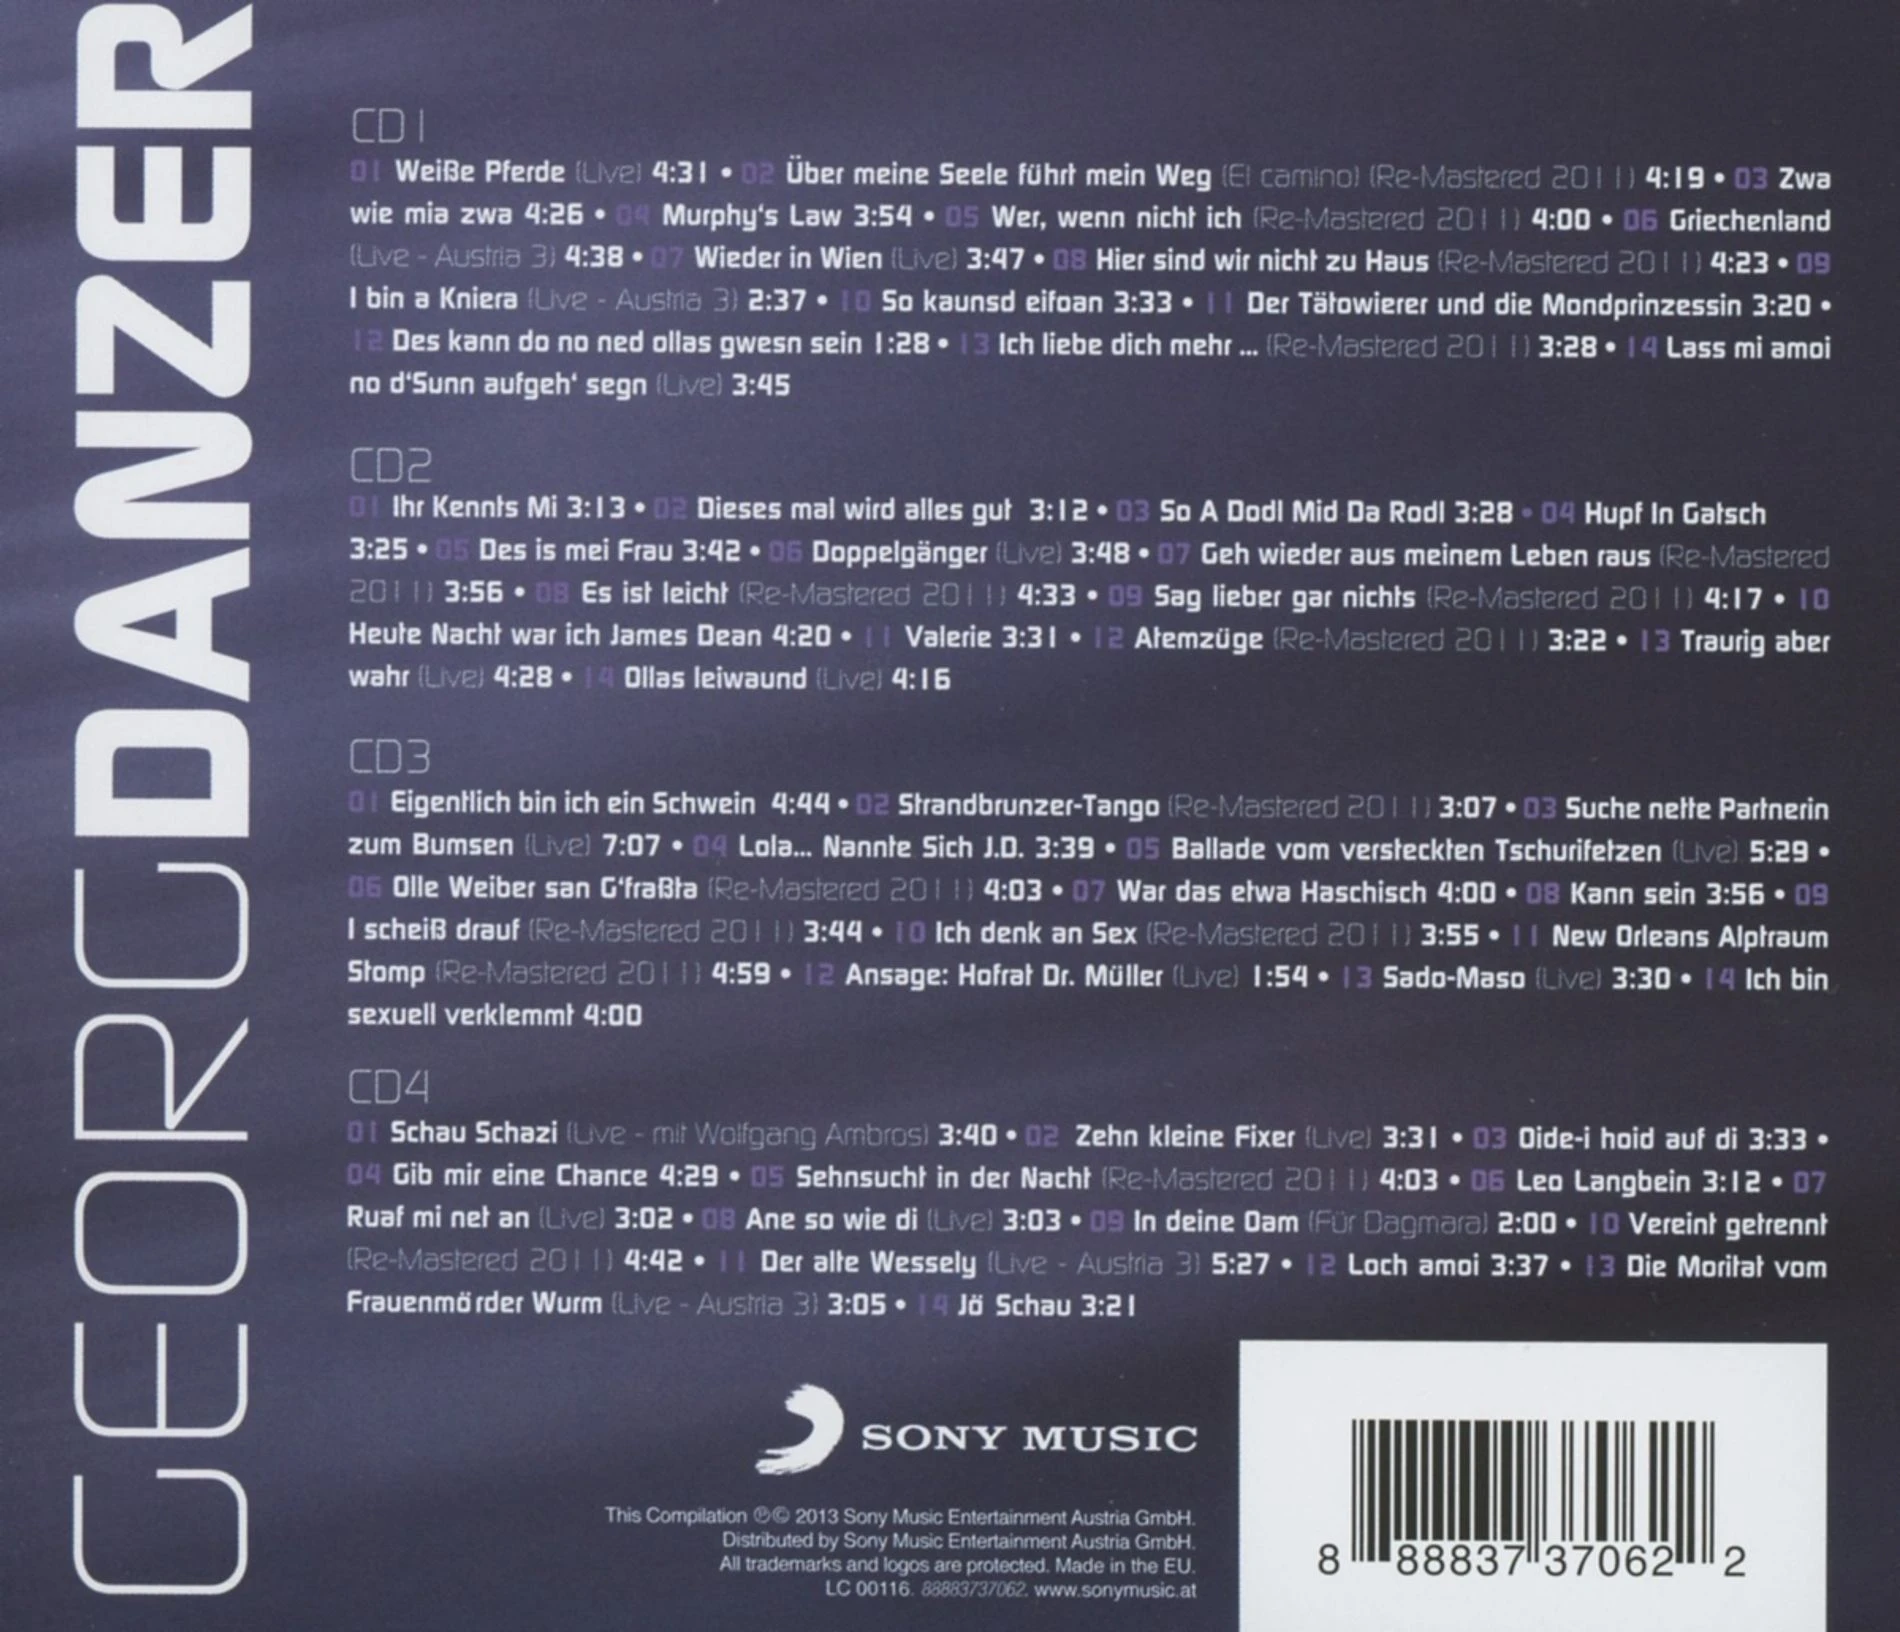 GEORGDANZER
CD1
01 Weiße Pferde (Live) 4:31 • 02 Über meine Seele führt mein Weg (El camino) (Re-Mastered 2011) 4:19 • 03 Zwa
wie mia zwa 4:26 • 04 Murphy's Law 3:54 • 05 Wer, wenn nicht ich (Re-Mastered 2011) 4:00 • 06 Griechenland
(Live - Austria 3) 4:38 • 07 Wieder in Wien (Live) 3:47 • 08 Hier sind wir nicht zu Haus (Re-Mastered 2011) 4:23 • 09
I bin a Kniera (Live - Austria 3) 2:37 • 10 So kaunsd eifoan 3:33 • 11 Der Tätowierer und die Mondprinzessin 3:20 •
12 Des kann do no ned ollas gwesn sein 1:28 • 13 Ich liebe dich mehr ... (Re-Mastered 2011) 3:28 • 14 Lass mi amoi
no d'Sunn aufgeh' segn (Live) 3:45
CD2
01 Ihr Kennts Mi 3:13 • 02 Dieses mal wird alles gut 3:12 • 03 So A Dodl Mid Da Rodl 3:28 • 04 Hupf In Gatsch
3:25 • 05 Des is mei Frau 3:42 • 06 Doppelgänger (Live) 3:48 • 07 Geh wieder aus meinem Leben raus (Re-Mastered
2011) 3:56 • 08 Es ist leicht (Re-Mastered 2011) 4:33 • 09 Sag lieber gar nichts (Re-Mastered 2011) 4:17 • 10
Heute Nacht war ich James Dean 4:20 • 11 Valerie 3:31 • 12 Atemzüge (Re-Mastered 2011) 3:22 • 13 Traurig aber
wahr (Live) 4:28 • 14 Ollas leiwaund (Live) 4:16
CD3
01 Eigentlich bin ich ein Schwein 4:44 • 02 Strandbrunzer-Tango (Re-Mastered 2011) 3:07 • 03 Suche nette Partnerin
zum Bumsen (Live) 7:07 • 04 Lola... Nannte Sich J.D. 3:39 • 05 Ballade vom versteckten Tschurifetzen (Live) 5:29 •
06 Olle Weiber san G'fraßta (Re-Mastered 2011) 4:03 • 07 War das etwa Haschisch 4:00 • 08 Kann sein 3:56 • 09
I scheiß drauf (Re-Mastered 2011) 3:44 • 10 Ich denk an Sex (Re-Mastered 2011) 3:55 • 11 New Orleans Alptraum
Stomp (Re-Mastered 2011) 4:59 • 12 Ansage: Hofrat Dr. Müller (Live) 1:54 • 13 Sado-Maso (Live) 3:30 • 14 Ich bin
sexuell verklemmt 4:00
CD4
01 Schau Schazi (Live - mit Wolfgang Ambros) 3:40 • 02 Zehn kleine Fixer (Live) 3:31 • 03 Oide-i hoid auf di 3:33 •
04 Gib mir eine Chance 4:29 • 05 Sehnsucht in der Nacht (Re-Mastered 2011) 4:03 • 06 Leo Langbein 3:12 • 07
Ruaf mi net an (Live) 3:02 • 08 Ane so wie di (Live) 3:03 • 09 In deine Oam (Für Dagmara) 2:00 • 10 Vereint getrennt
(Re-Mastered 2011) 4:42 • 11 Der alte Wessely (Live - Austria 3) 5:27 • 12 Loch amoi 3:37 • 13 Die Moritat vom
Frauenmörder Wurm (Live - Austria 3) 3:05 • 14 Jö Schau 3:21
SONY MUSIC
This Compilation ℗© 2013 Sony Music Entertainment Austria GmbH.
Distributed by Sony Music Entertainment Austria GmbH.
All trademarks and logos are protected. Made in the EU.
LC 00116. 88883737062. www.sonymusic.at
8 88837 37062 2